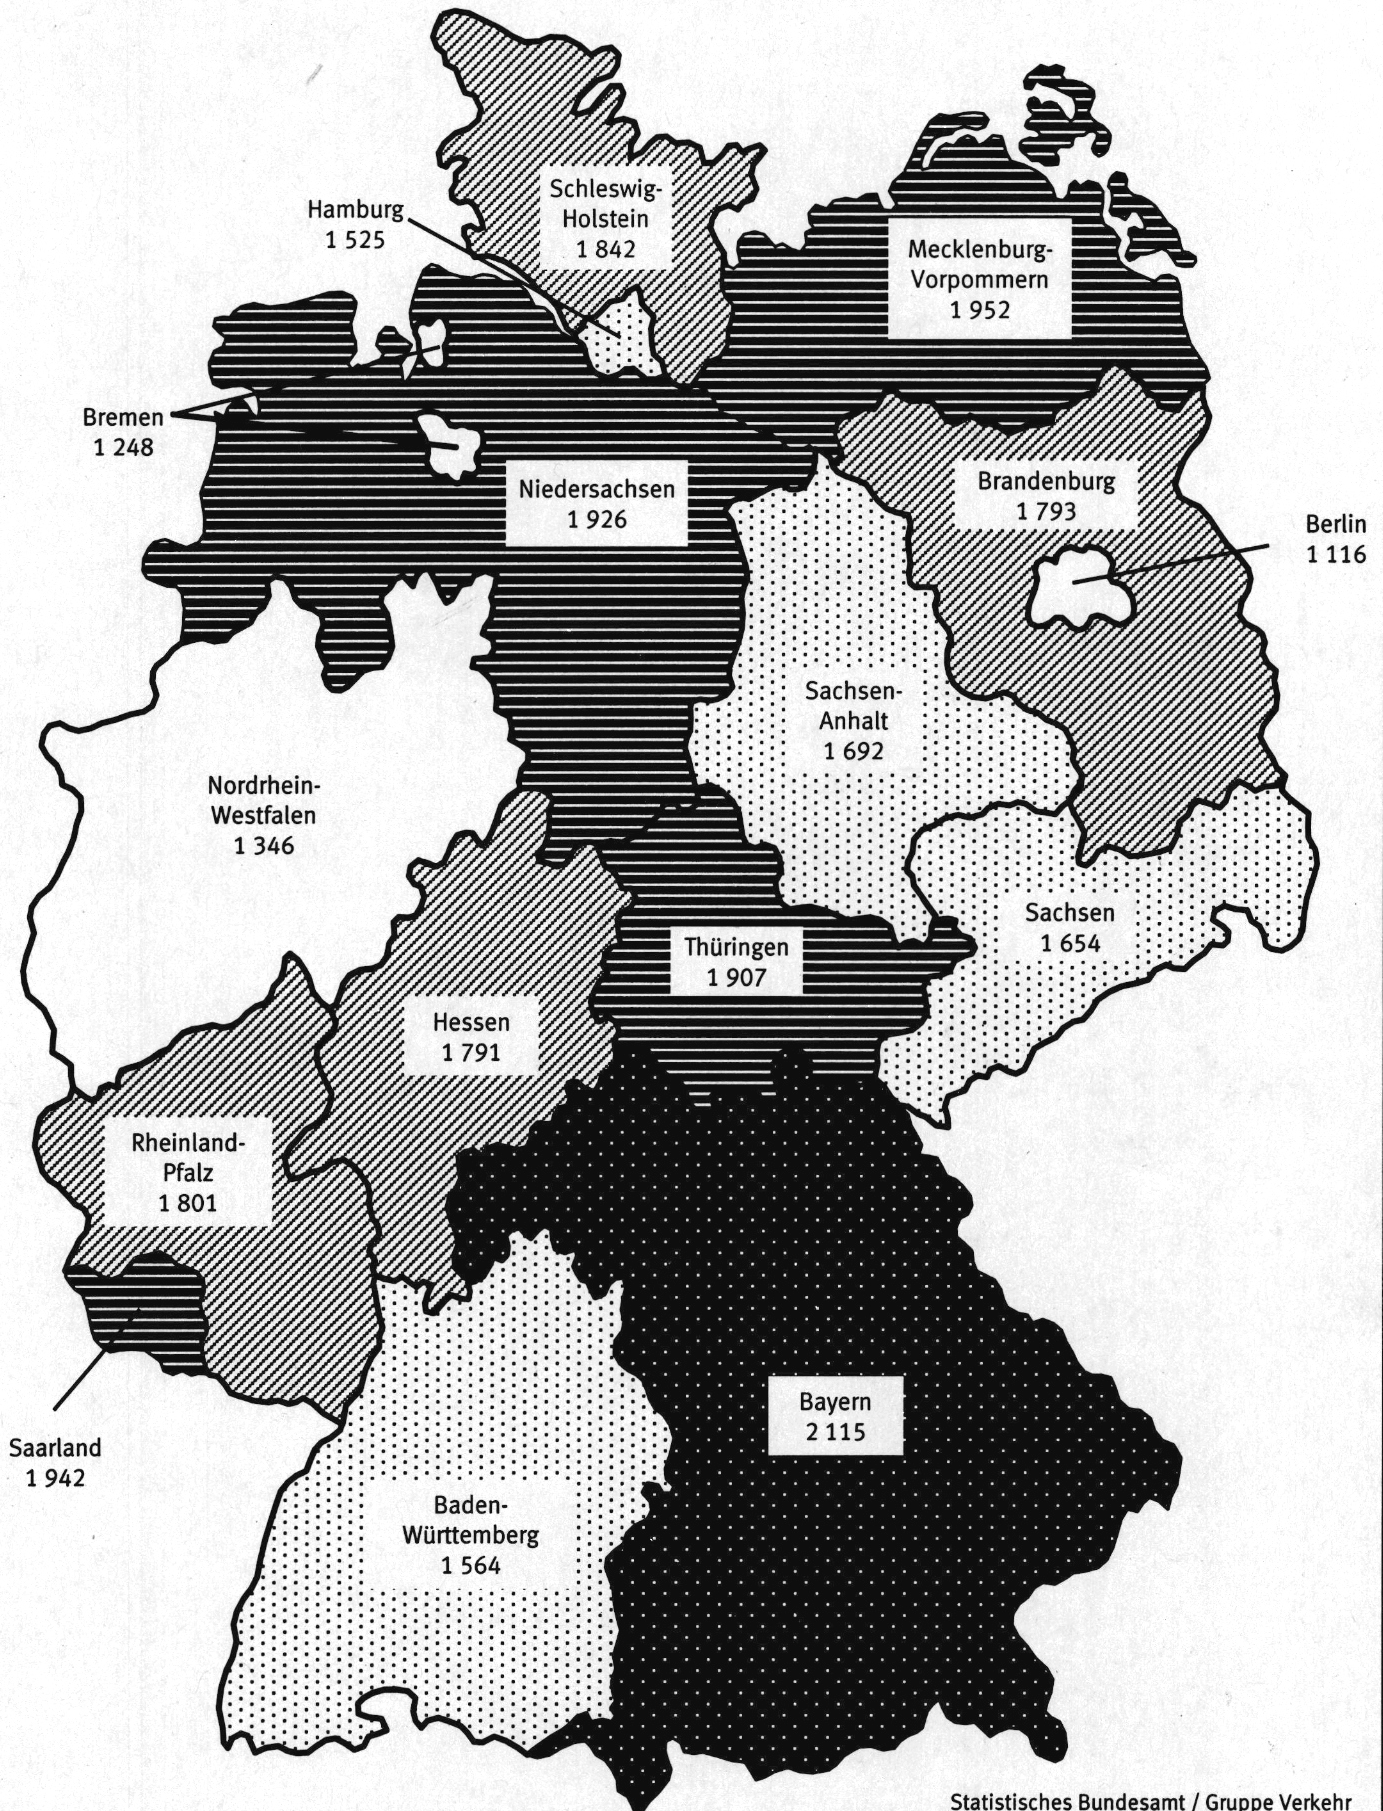 Schleswig-
Holstein
1 842
Hamburg
1 525
Mecklenburg-
Vorpommern
1 952
Bremen
1 248
Niedersachsen
1 926
Brandenburg
1 793
Berlin
1 116
Sachsen-
Anhalt
1 692
Nordrhein-
Westfalen
1 346
Sachsen
1 654
Thüringen
1 907
Hessen
1 791
Rheinland-
Pfalz
1 801
Bayern
2 115
Saarland
1 942
Baden-
Württemberg
1 564
Statistisches Bundesamt / Gruppe Verkehr